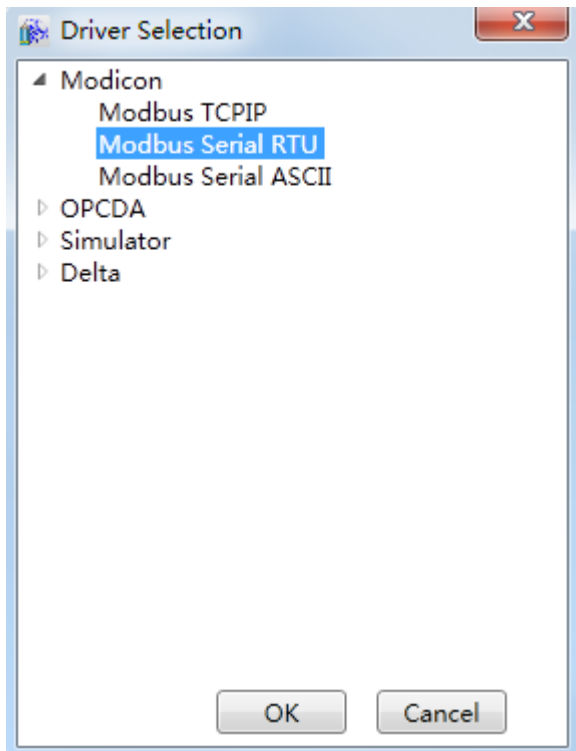 Driver Selection
Modicon
Modbus TCPIP
Modbus Serial RTU
Modbus Serial ASCII
OPCDA
Simulator
Delta
OK Cancel